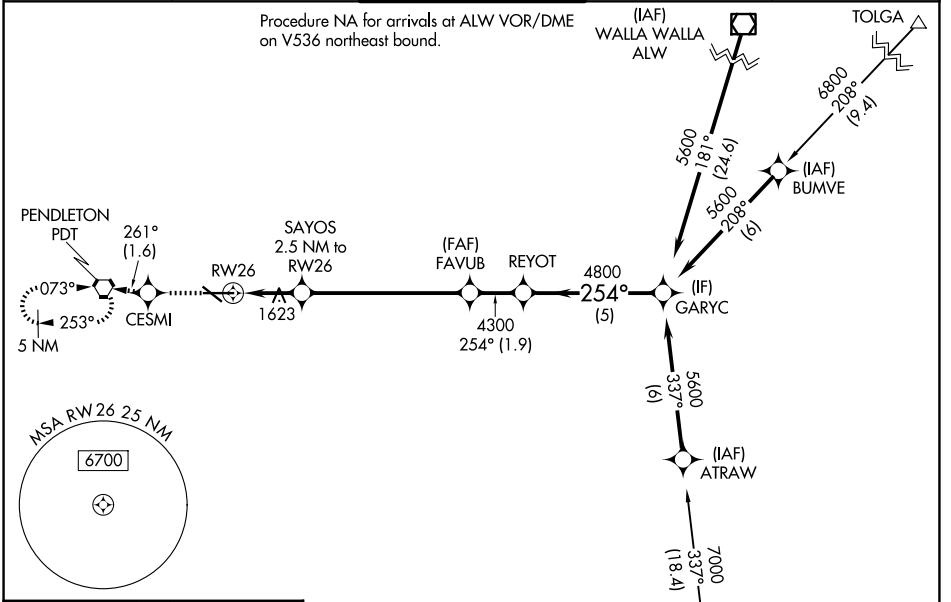 Procedure NA for arrivals at ALW VOR/DME
on V536 northeast bound.
(IAF)
WALLA WALLA
ALW
TOLGA
6800
208°
(9.4)
5600
181°
(24.6)
(IAF)
BUMVE
5600
208°
(6)
PENDLETON
PDT
261°
(1.6)
RW26
SAYOS
2.5 NM to
RW26
(FAF)
FAVUB
REYOT
4800
254°
(5)
(IF)
GARYC
073°
253°
5 NM
CESMI
1623
4300
254° (1.9)
5600
337°
(6)
(IAF)
ATRAW
7000
337°
(18.4)
MSA RW26 25 NM
6700